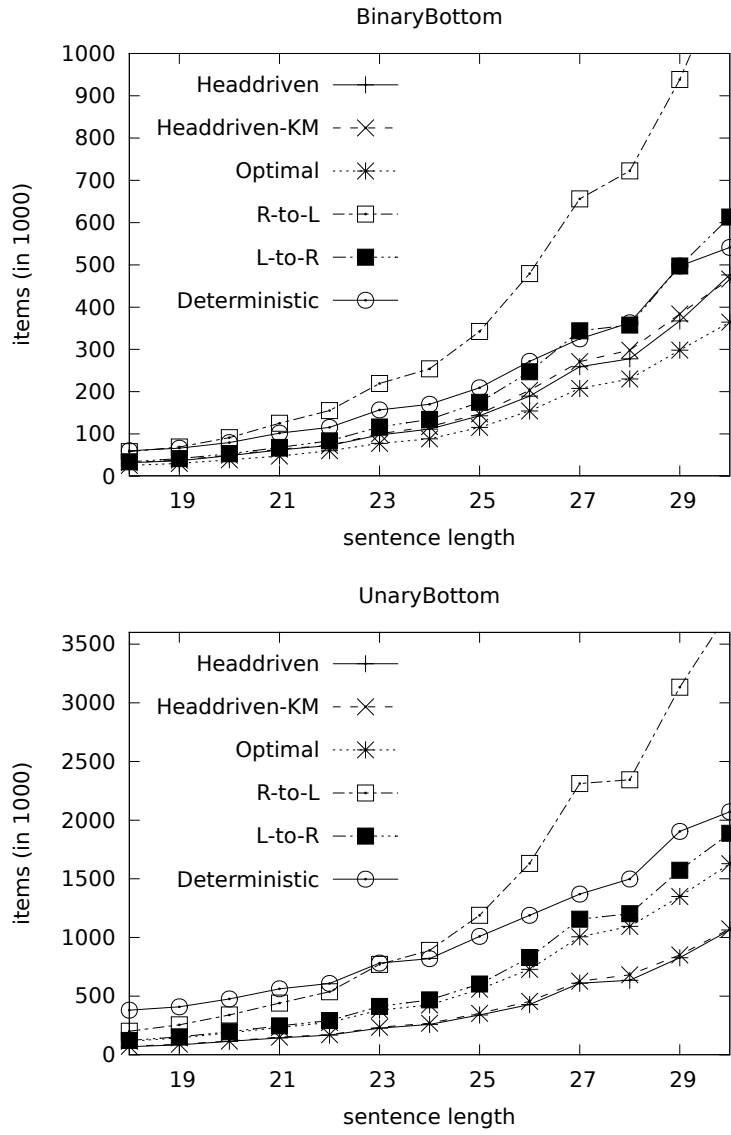 BinaryBottom
1000
900
800
700
600
500
400
300
200
100
0
items (in 1000)
Headdriven
Headdriven-KM
Optimal
R-to-L
L-to-R
Deterministic
19 21 23 25 27 29
sentence length
UnaryBottom
3500
3000
2500
2000
1500
1000
500
0
items (in 1000)
Headdriven
Headdriven-KM
Optimal
R-to-L
L-to-R
Deterministic
19 21 23 25 27 29
sentence length